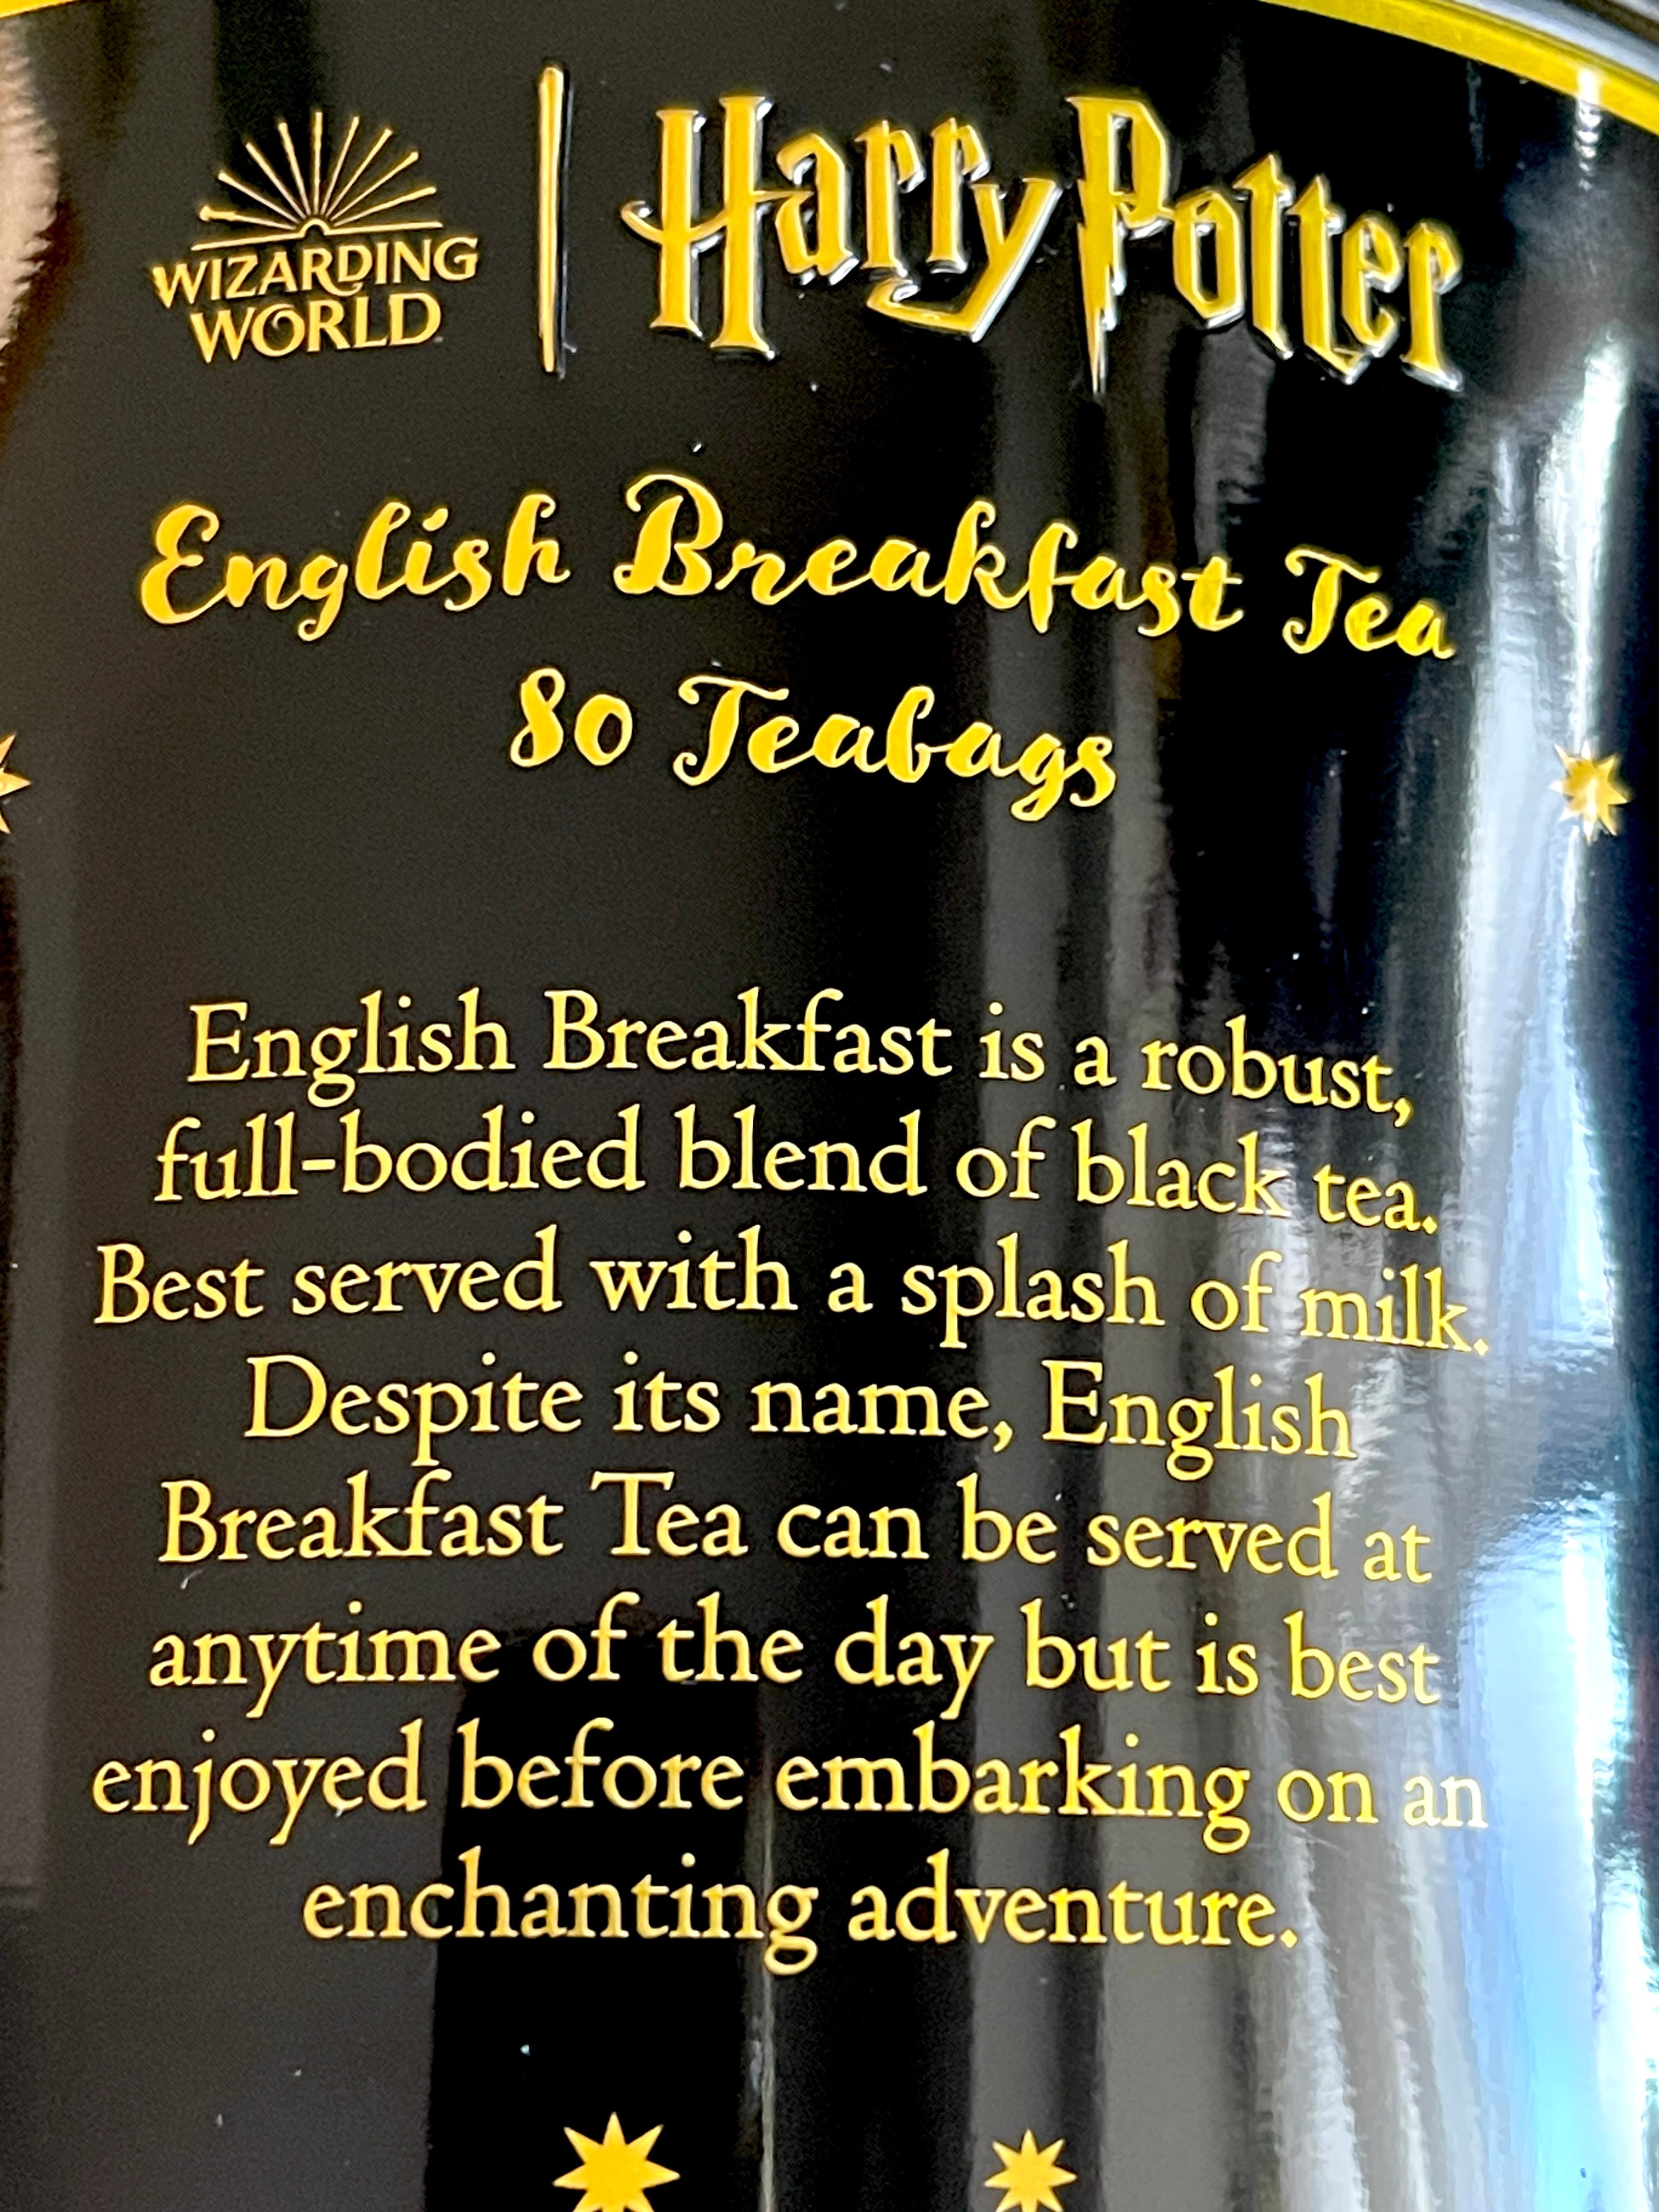 WIZARDING
WORLD
Harry Potter
English Breakfast Tea
80 Teabags
English Breakfast is a robust,
full-bodied blend of black tea.
Best served with a splash of milk.
Despite its name, English
Breakfast Tea can be served at
anytime of the day but is best
enjoyed before embarking on an
enchanting adventure.